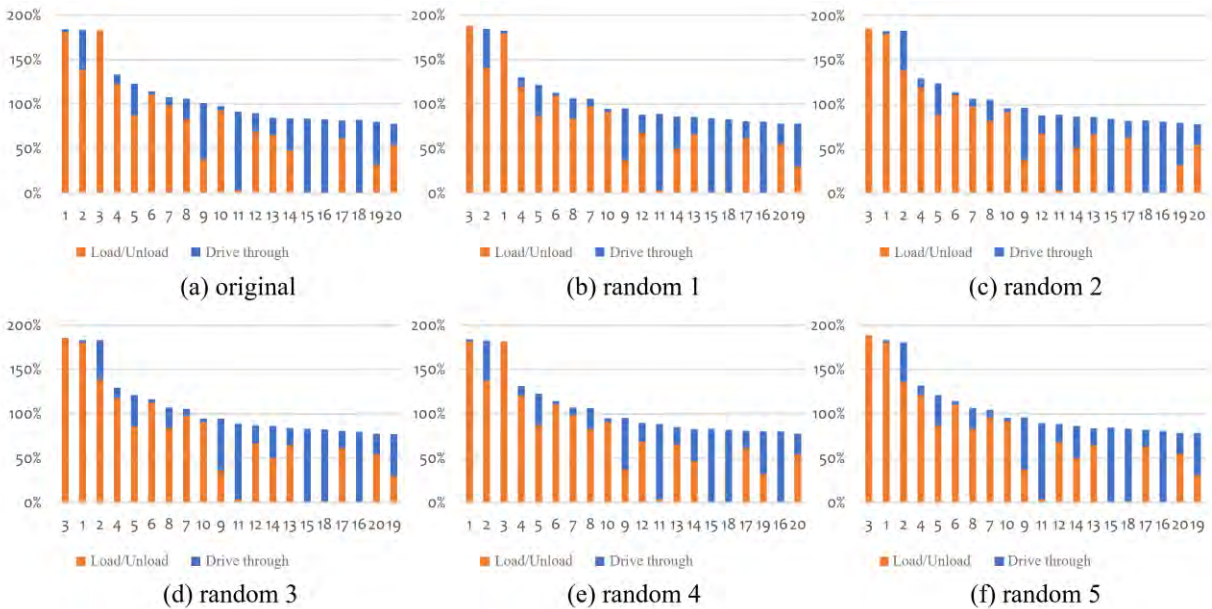 200%
150%
100%
50%
0%
1 2 3 4 5 6 7 8 9 10 11 12 13 14 15 16 17 18 19 20
Load/Unload Drive through
(a) original
200%
150%
100%
50%
0%
3 2 1 4 5 6 8 7 10 9 12 11 14 13 15 18 17 16 20 19
Load/Unload Drive through
(b) random 1
200%
150%
100%
50%
0%
3 1 2 4 5 6 7 8 10 9 12 11 14 13 15 17 18 16 19 20
Load/Unload Drive through
(c) random 2
200%
150%
100%
50%
0%
3 1 2 4 5 6 8 7 10 9 11 12 14 13 15 18 17 16 20 19
Load/Unload Drive through
(d) random 3
200%
150%
100%
50%
0%
1 2 3 4 5 6 7 8 10 9 12 11 13 14 15 18 17 19 16 20
Load/Unload Drive through
(e) random 4
200%
150%
100%
50%
0%
3 1 2 4 5 6 8 7 10 9 11 12 14 13 15 18 17 16 20 19
Load/Unload Drive through
(f) random 5